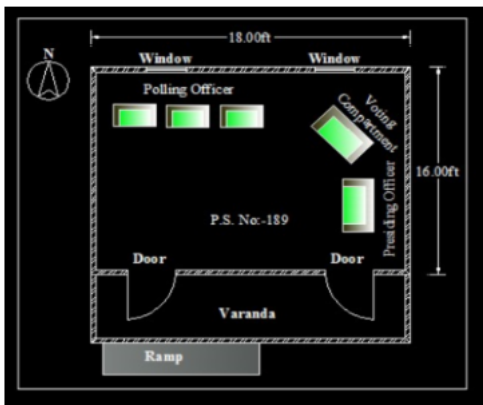 18.00ft
N
Window
Window
Polling Officer
Voting
Compartment
16.00ft
Presiding Officer
P.S. No:-189
Door
Door
Varanda
Ramp